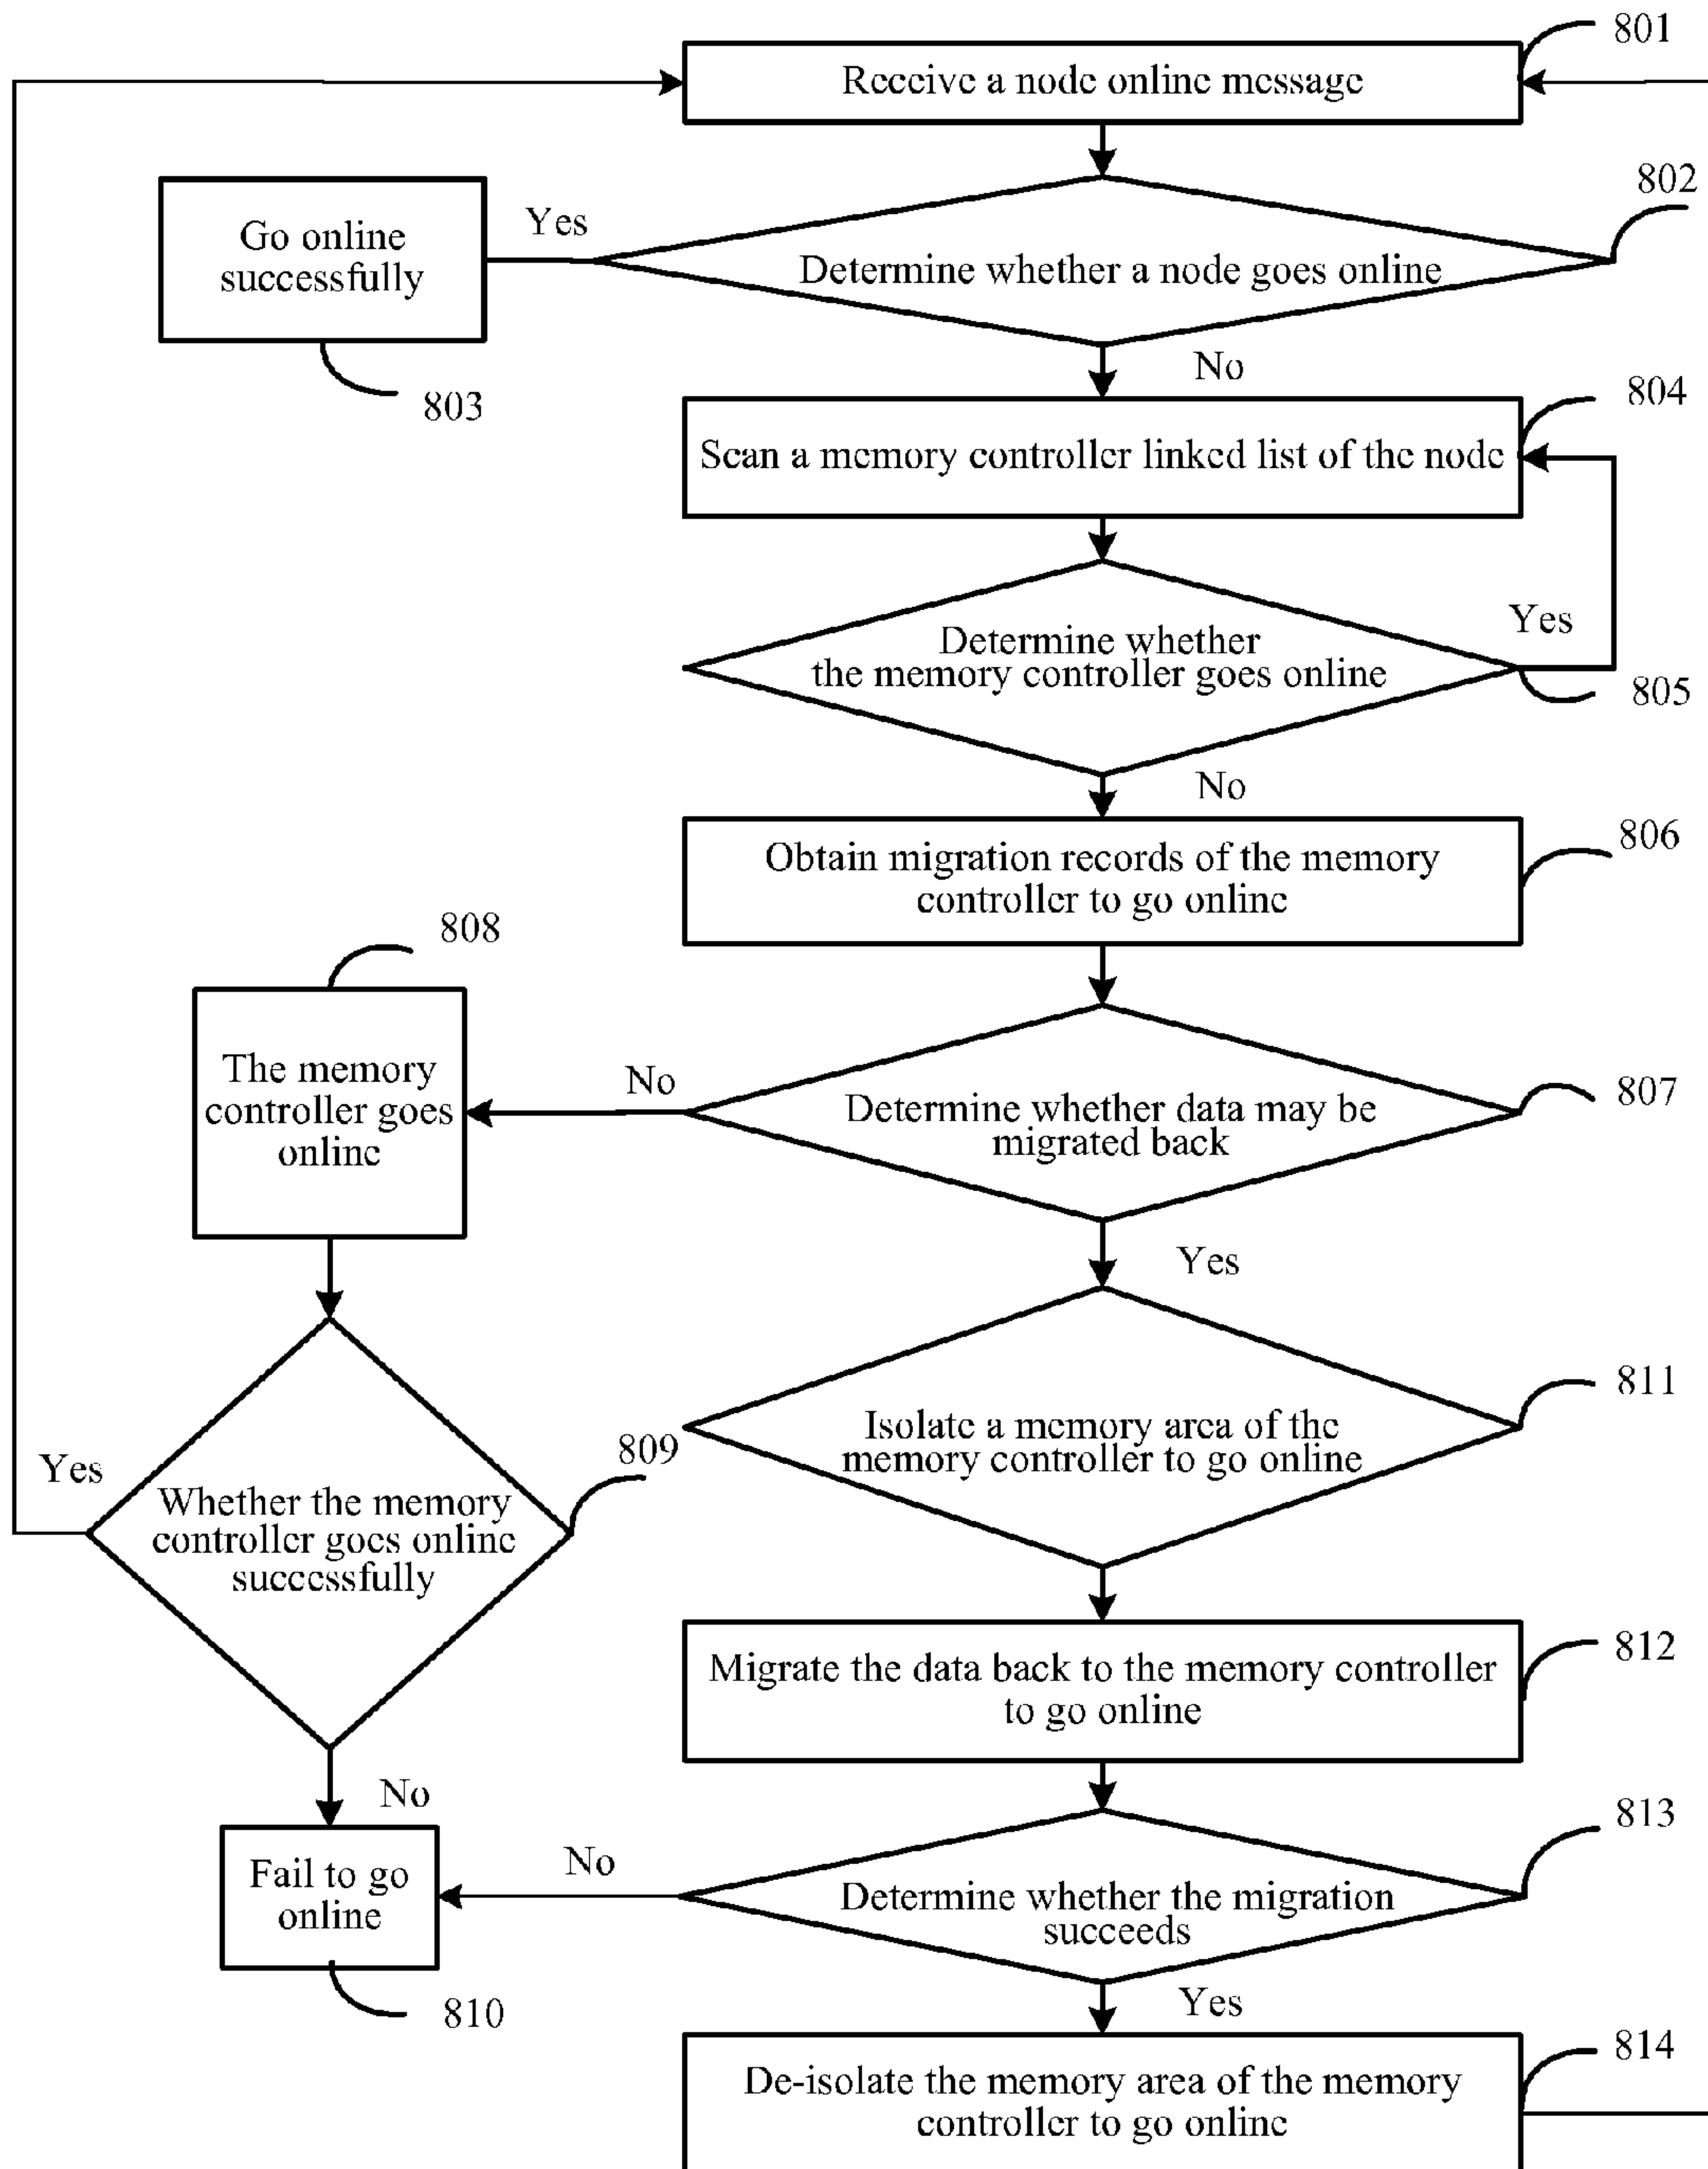 801
Receive a node online message
802
Yes
Go online
successfully
Determine whether a node goes online
803
No
804
Scan a memory controller linked list of the node
Yes
Determine whether
the memory controller goes online
805
No
806
Obtain migration records of the memory
controller to go online
808
The memory
controller goes
online
No
807
Determine whether data may be
migrated back
Yes
811
Isolate a memory area of the
memory controller to go online
809
Yes
Whether the memory
controller goes online
successfully
812
Migrate the data back to the memory controller
to go online
No
813
Fail to go
online
No
Determine whether the migration
succeeds
810
Yes
814
De-isolate the memory area of the memory
controller to go online